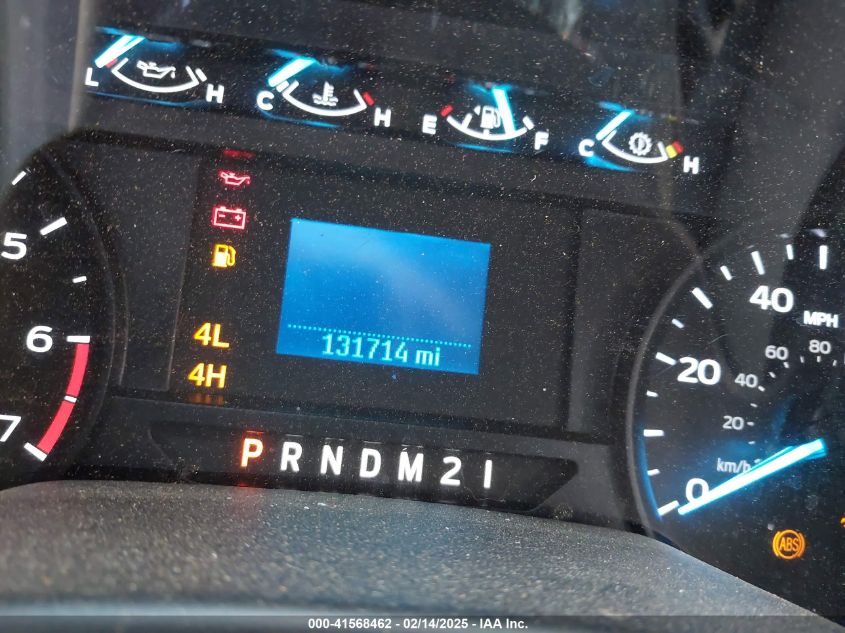 L H
C H
E F
C H
5
6
7
4L
4H
131714 mi
P R N D M 2 1
40
MPH
80
60
20
40
20
km/h
0
ABS
000-41568462 - 02/14/2025 - IAA Inc.